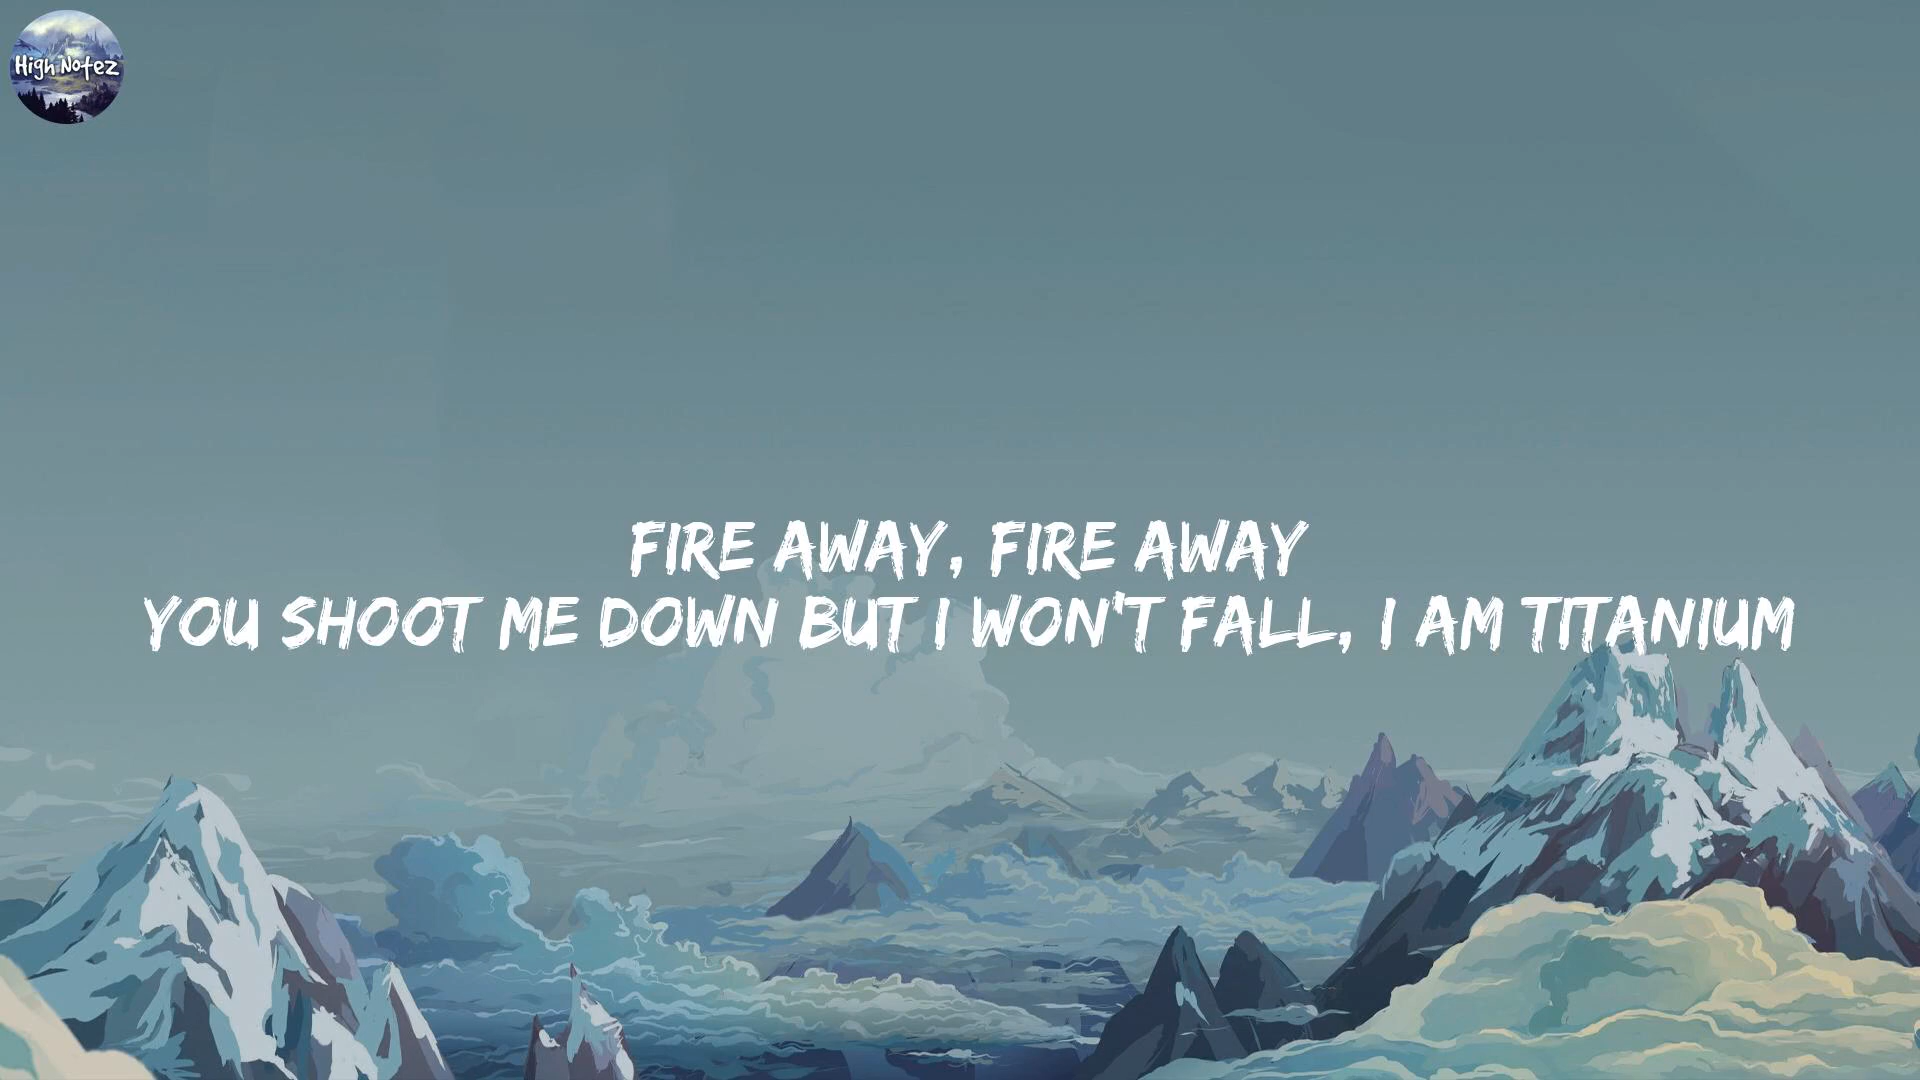 High Notez
FIRE AWAY, FIRE AWAY
YOU SHOOT ME DOWN BUT I WON'T FALL, I AM TITANIUM